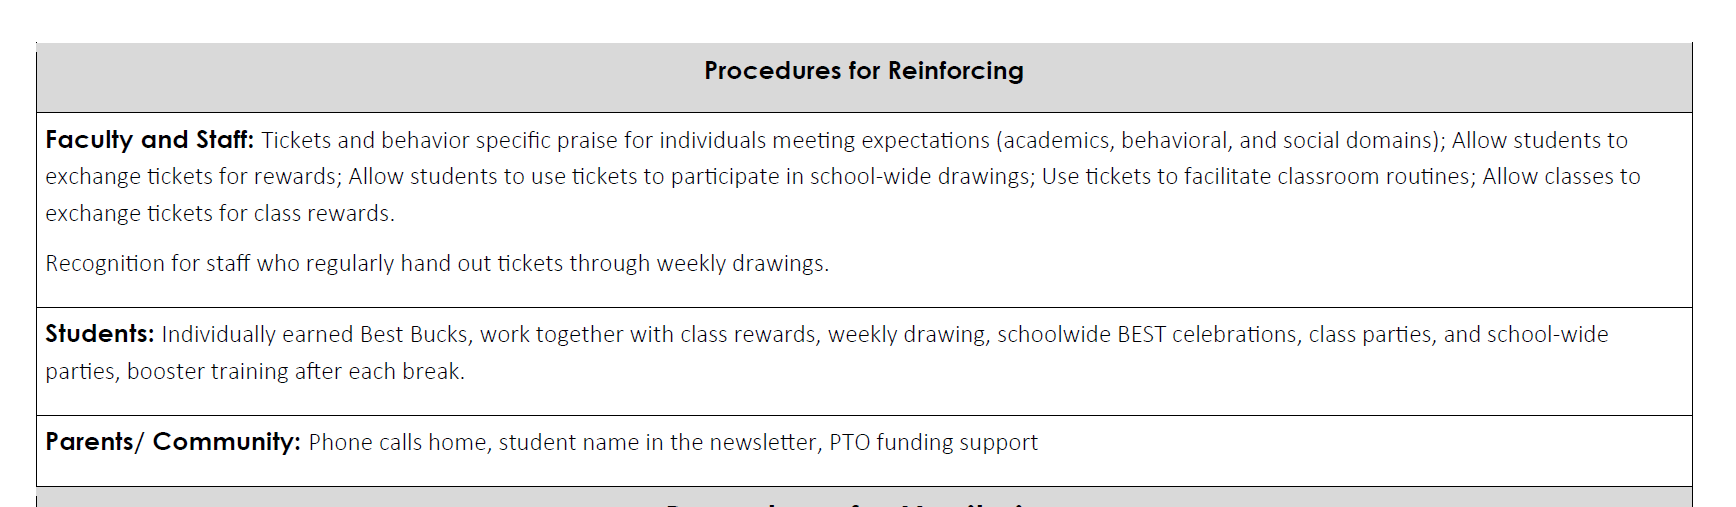 Procedures for Reinforcing
Faculty and Staff: Tickets and behavior specific praise for individuals meeting expectations (academics, behavioral, and social domains); Allow students to
exchange tickets for rewards; Allow students to use tickets to participate in school-wide drawings; Use tickets to facilitate classroom routines; Allow classes to
exchange tickets for class rewards.
Recognition for staff who regularly hand out tickets through weekly drawings.
Students: Individually earned Best Bucks, work together with class rewards, weekly drawing, schoolwide BEST celebrations, class parties, and school-wide
parties, booster training after each break.
Parents/ Community: Phone calls home, student name in the newsletter, PTO funding support